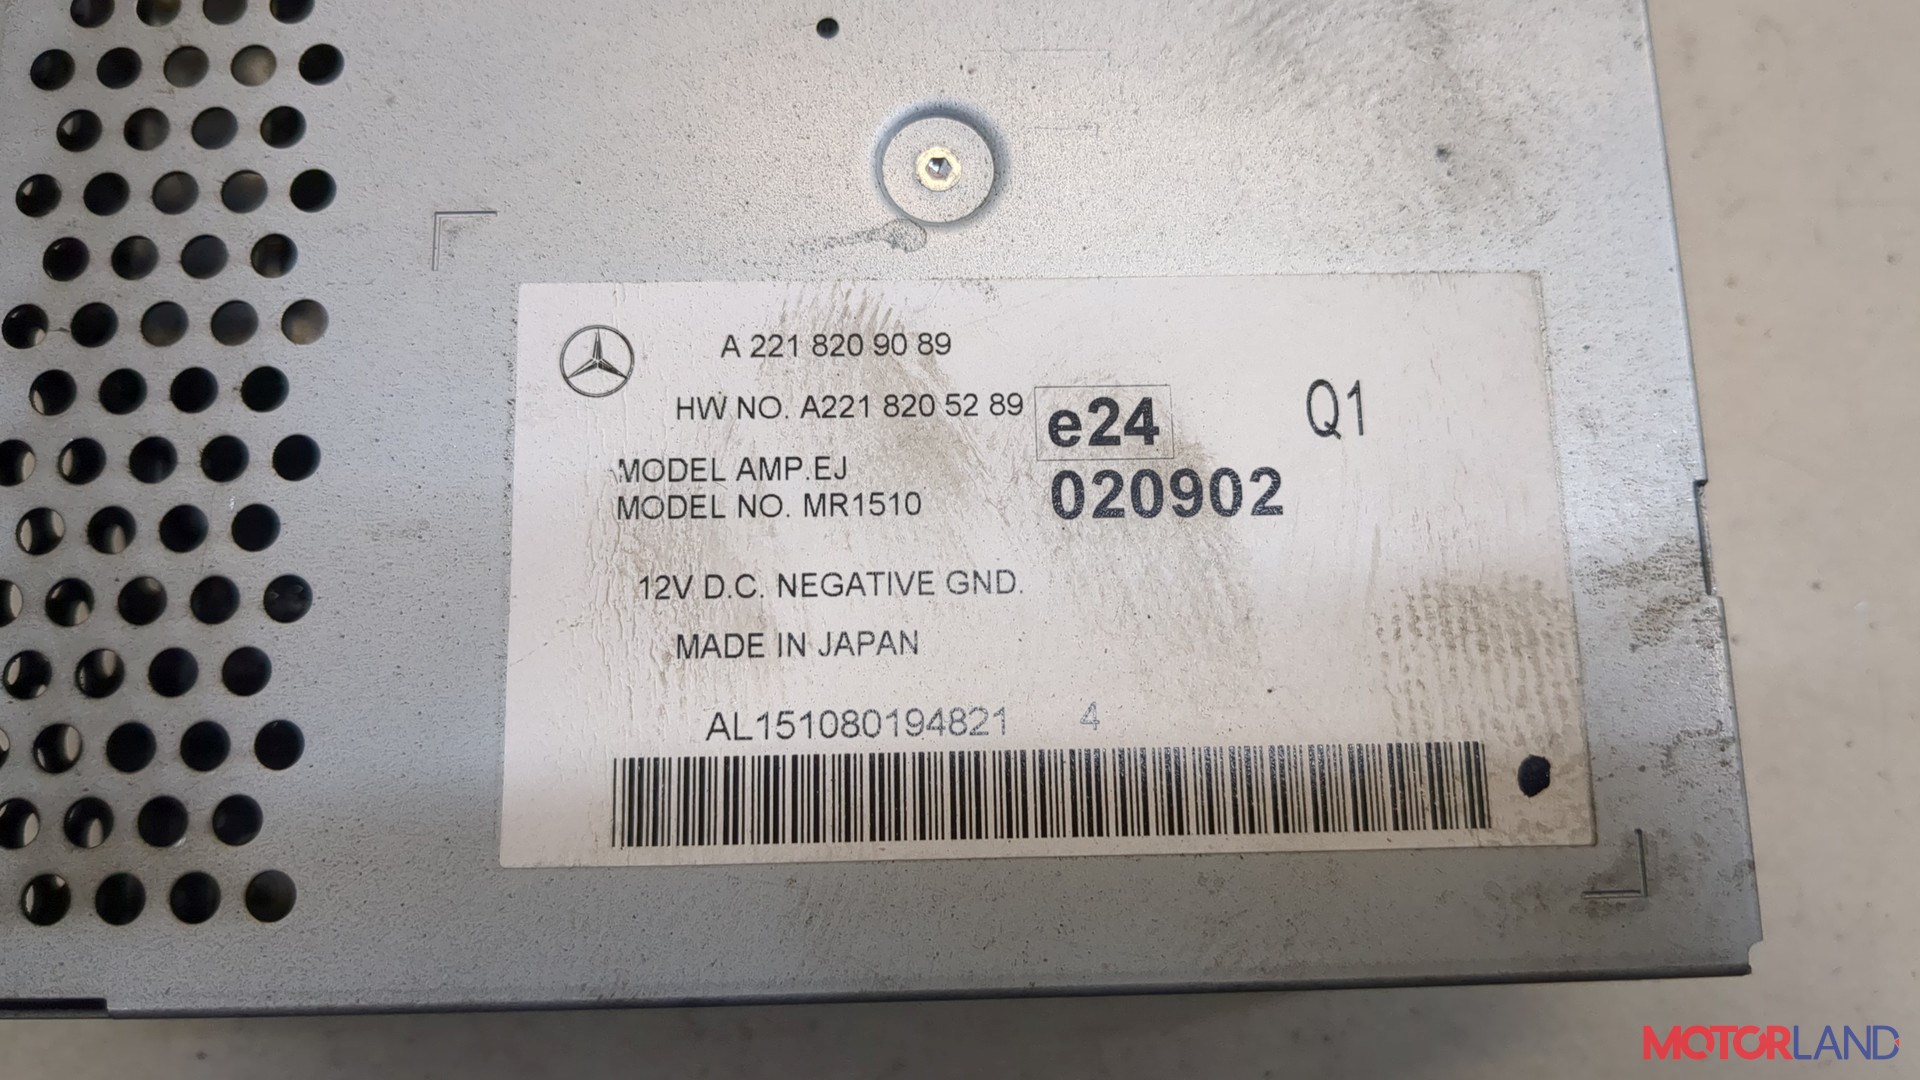 A 221 820 90 89
HW NO. A221 820 52 89
e24
Q1
MODEL AMP.EJ
MODEL NO. MR1510
020902
12V D.C. NEGATIVE GND.
MADE IN JAPAN
AL151080194821 4
MOTORLAND